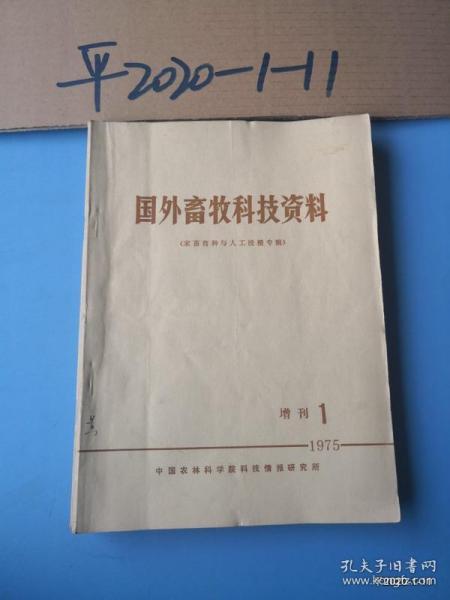 平2020-1-11
国外畜牧科技资料
(家畜育种与人工授精专辑)
增刊 1
1975
中国农林科学院科技情报研究所
孔夫子旧书网